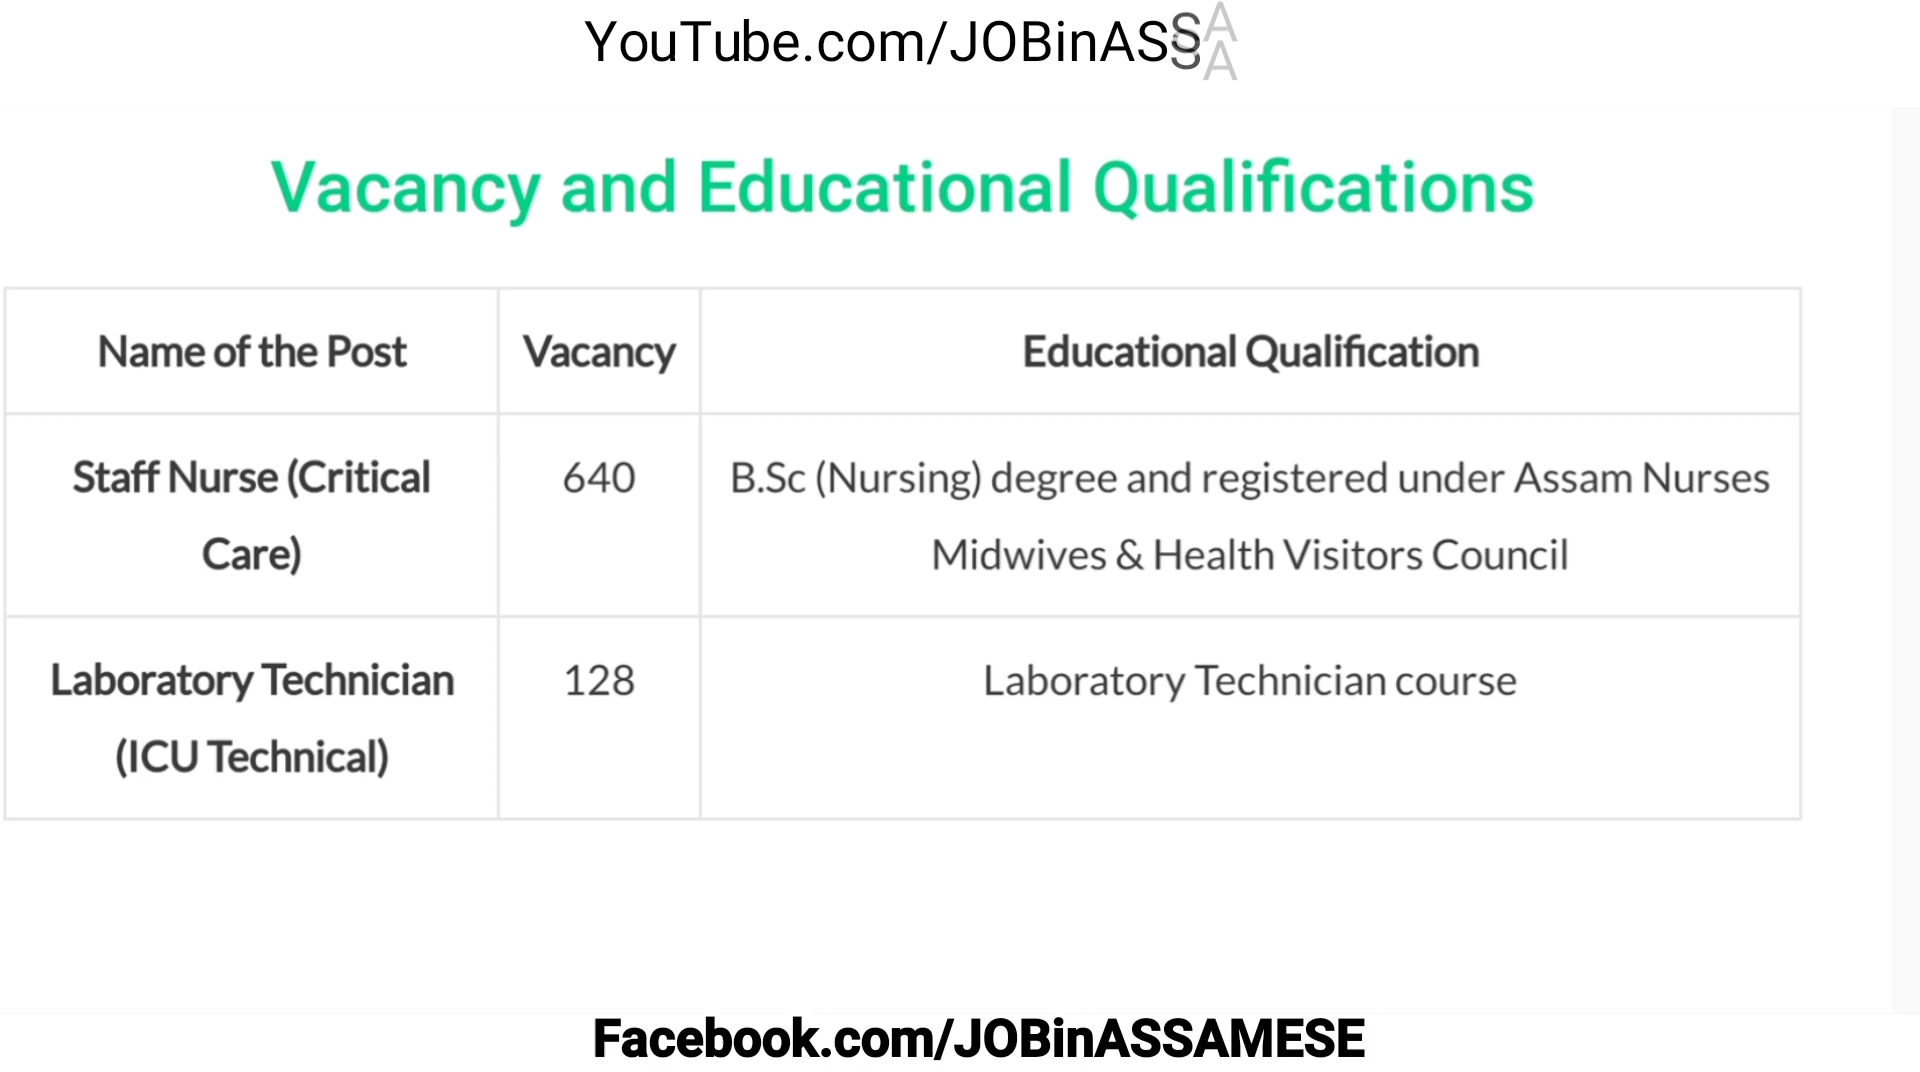 YouTube.com/JOBinASSA
Vacancy and Educational Qualifications
Name of the Post Vacancy Educational Qualification
Staff Nurse (Critical 640 B.Sc (Nursing) degree and registered under Assam Nurses
Care) Midwives & Health Visitors Council
Laboratory Technician 128 Laboratory Technician course
(ICU Technical)
Facebook.com/JOBinASSAMESE